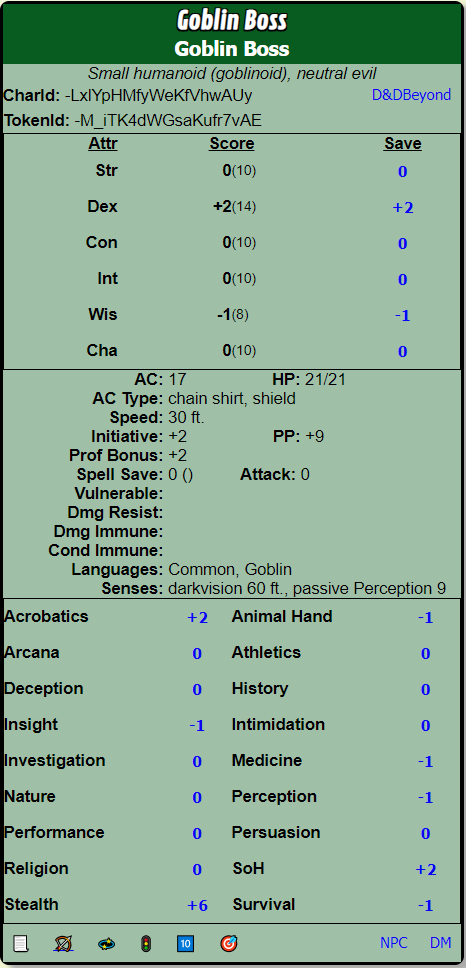 Goblin Boss
Goblin Boss
Small humanoid (goblinoid), neutral evil
CharId: -LxlYpHMfyWeKfVhwAUy D&DBeyond
TokenId: -M_iTK4dWGsaKufr7vAE
Attr Score Save
Str 0(10) 0
Dex +2(14) +2
Con 0(10) 0
Int 0(10) 0
Wis -1(8) -1
Cha 0(10) 0
AC: 17 HP: 21/21
AC Type: chain shirt, shield
Speed: 30 ft.
Initiative: +2 PP: +9
Prof Bonus: +2
Spell Save: 0 () Attack: 0
Vulnerable:
Dmg Resist:
Dmg Immune:
Cond Immune:
Languages: Common, Goblin
Senses: darkvision 60 ft., passive Perception 9
Acrobatics +2 Animal Hand -1
Arcana 0 Athletics 0
Deception 0 History 0
Insight -1 Intimidation 0
Investigation 0 Medicine -1
Nature 0 Perception -1
Performance 0 Persuasion 0
Religion 0 SoH +2
Stealth +6 Survival -1
10 NPC DM